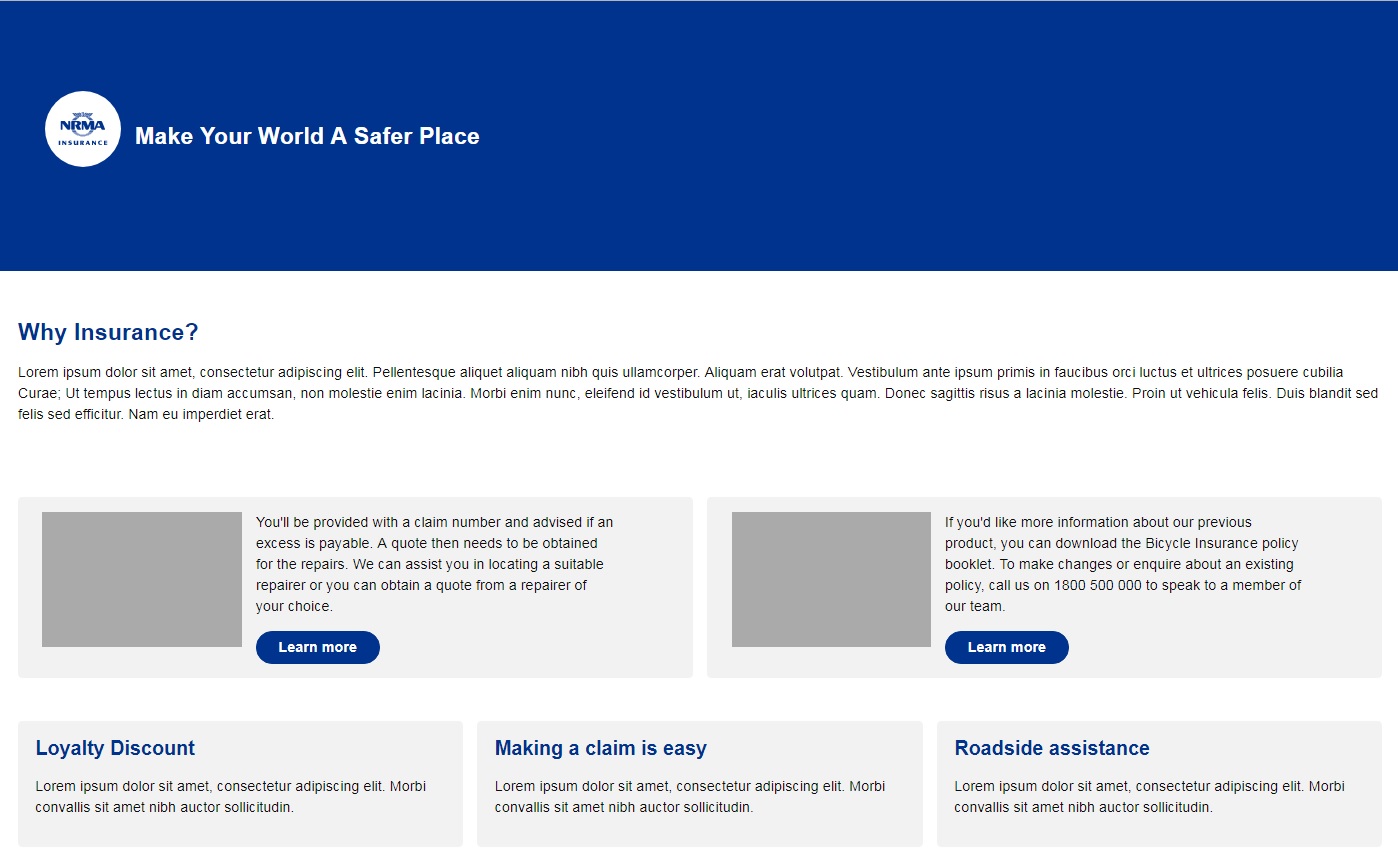 NRMA
INSURANCE
Make Your World A Safer Place
Why Insurance?
Lorem ipsum dolor sit amet, consectetur adipiscing elit. Pellentesque aliquet aliquam nibh quis ullamcorper. Aliquam erat volutpat. Vestibulum ante ipsum primis in faucibus orci luctus et ultrices posuere cubilia
Curae; Ut tempus lectus in diam accumsan, non molestie enim lacinia. Morbi enim nunc, eleifend id vestibulum ut, iaculis ultrices quam. Donec sagittis risus a lacinia molestie. Proin ut vehicula felis. Duis blandit sed
felis sed efficitur. Nam eu imperdiet erat.
You'll be provided with a claim number and advised if an
excess is payable. A quote then needs to be obtained
for the repairs. We can assist you in locating a suitable
repairer or you can obtain a quote from a repairer of
your choice.
Learn more
If you'd like more information about our previous
product, you can download the Bicycle Insurance policy
booklet. To make changes or enquire about an existing
policy, call us on 1800 500 000 to speak to a member of
our team.
Learn more
Loyalty Discount
Lorem ipsum dolor sit amet, consectetur adipiscing elit. Morbi
convallis sit amet nibh auctor sollicitudin.
Making a claim is easy
Lorem ipsum dolor sit amet, consectetur adipiscing elit. Morbi
convallis sit amet nibh auctor sollicitudin.
Roadside assistance
Lorem ipsum dolor sit amet, consectetur adipiscing elit. Morbi
convallis sit amet nibh auctor sollicitudin.